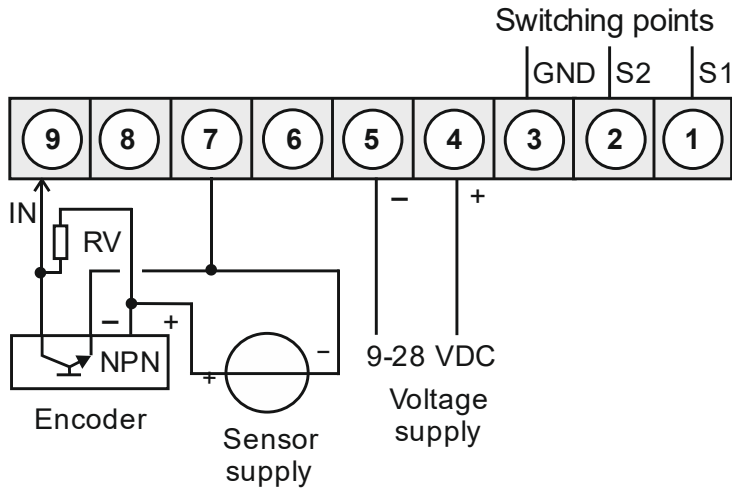 Switching points
GND S2 S1
9 8 7 6 5 4 3 2 1
IN
− +
RV
− +
NPN
+ −
9-28 VDC
Encoder
Voltage
supply
Sensor
supply